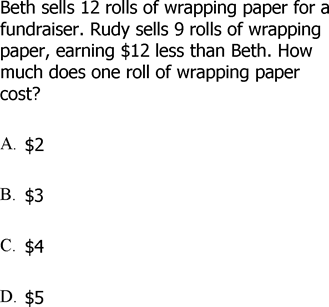 Beth sells 12 rolls of wrapping paper for a
fundraiser. Rudy sells 9 rolls of wrapping
paper, earning $12 less than Beth. How
much does one roll of wrapping paper
cost?
A. $2
B. $3
C. $4
D. $5